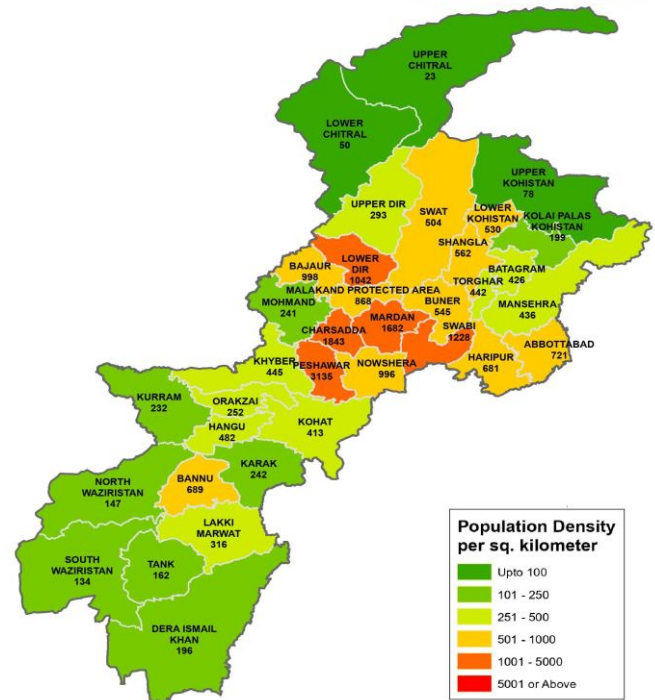 UPPER
CHITRAL
23
LOWER
CHITRAL
50
UPPER
KOHISTAN
78
UPPER DIR
293
SWAT
504
LOWER
KOHISTAN
530
KOLAI PALAS
KOHISTAN
199
SHANGLA
562
LOWER
DIR
1042
BAJAUR
998
BATAGRAM
426
TORGHAR
442
MALAKAND PROTECTED AREA
868
MOHMAND
241
BUNER
545
MANSEHRA
436
MARDAN
1682
CHARSADDA
1843
SWABI
1228
ABBOTTABAD
721
HARIPUR
681
KHYBER
445
PESHAWAR
3135
NOWSHERA
996
KURRAM
232
ORAKZAI
252
HANGU
482
KOHAT
413
KARAK
242
NORTH
WAZIRISTAN
147
BANNU
689
LAKKI
MARWAT
316
SOUTH
WAZIRISTAN
134
TANK
162
DERA ISMAIL
KHAN
196
Population Density
per sq. kilometer
Upto 100
101 - 250
251 - 500
501 - 1000
1001 - 5000
5001 or Above